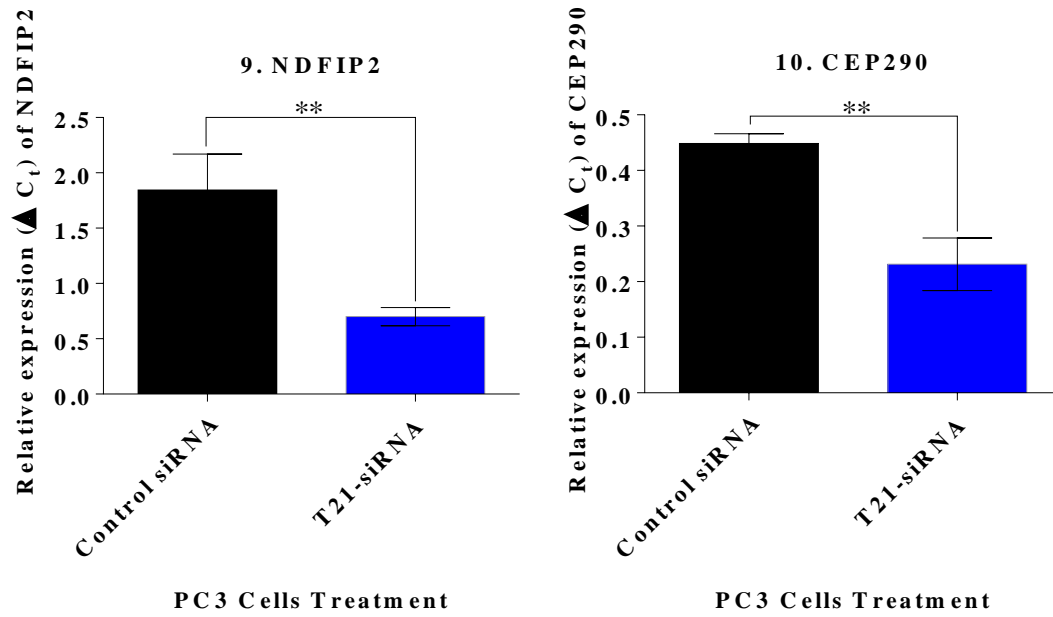 9. NDFIP2
Relative expression (▲ Ct) of NDFIP2
**
2.5
2.0
1.5
1.0
0.5
0.0
Control siRNA
T21-siRNA
PC3 Cells Treatment
10. CEP290
Relative expression (▲ Ct) of CEP290
**
0.5
0.4
0.3
0.2
0.1
0.0
Control siRNA
T21-siRNA
PC3 Cells Treatment